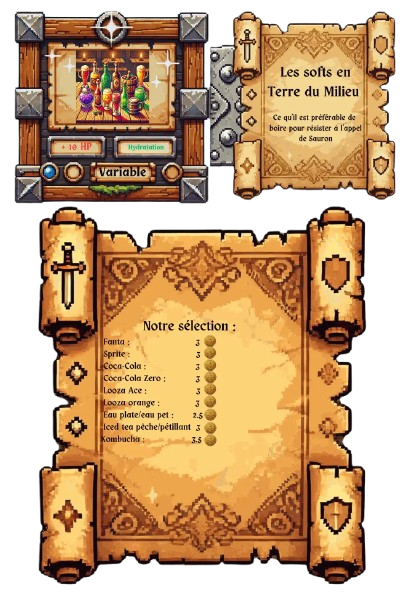 + 10 HP
Hydratation
Variable
Les softs en
Terre du Milieu
Ce qu'il est préférable de
boire pour résister à l'appel
de Sauron
Notre sélection :
Fanta : 3
Sprite : 3
Coca-Cola : 3
Coca-Cola Zero : 3
Looza Ace : 3
Looza orange : 3
Eau plate/eau pet : 2.5
Iced tea pêche/pétillant 3
Kombucha : 3.5